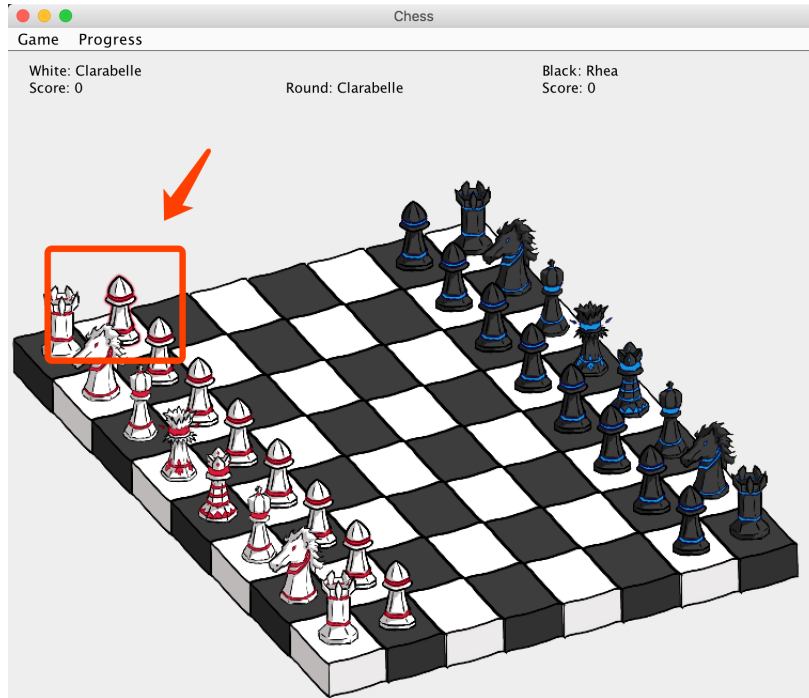 Chess
Game Progress
White: Clarabelle
Score: 0
Round: Clarabelle
Black: Rhea
Score: 0